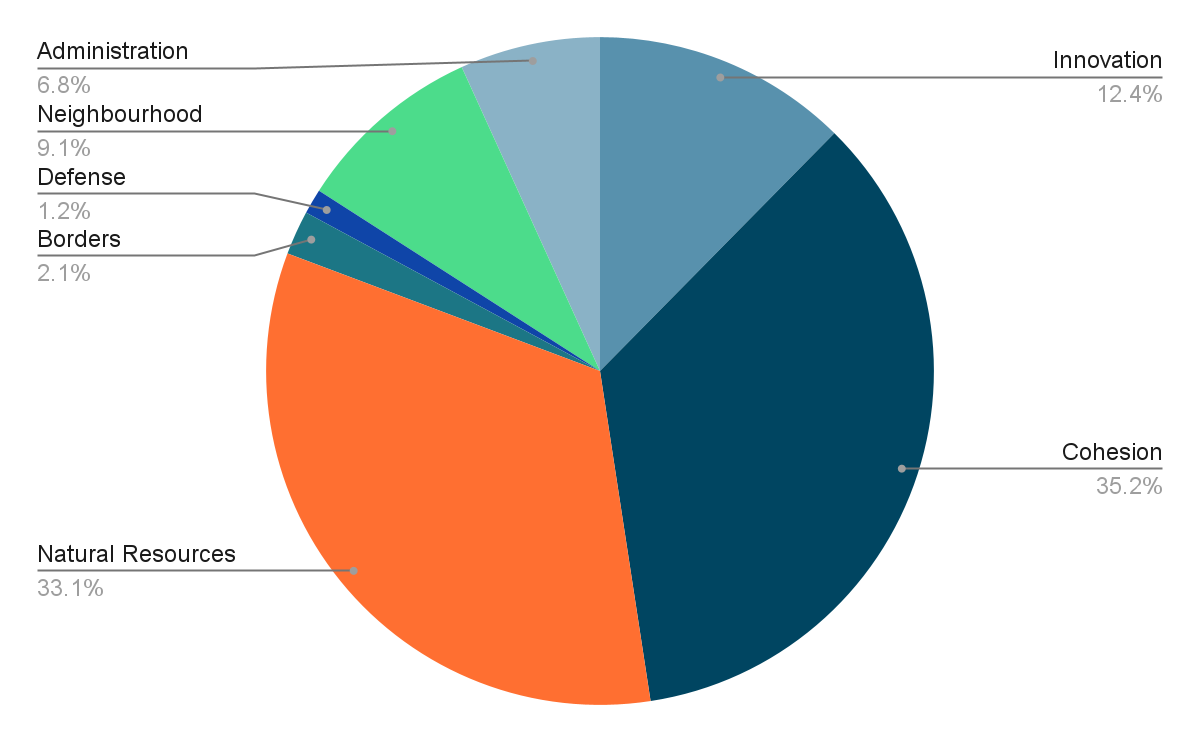 Administration
6.8%
Neighbourhood
9.1%
Defense
1.2%
Borders
2.1%
Natural Resources
33.1%
Innovation
12.4%
Cohesion
35.2%